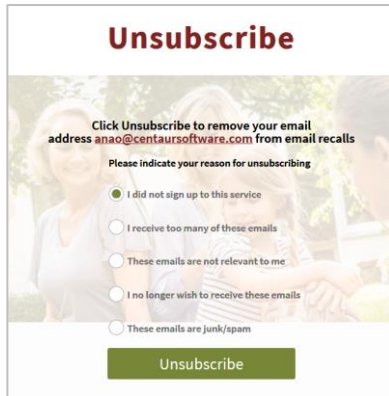 Unsubscribe
Click Unsubscribe to remove your email
address anao@centaursoftware.com from email recalls
Please indicate your reason for unsubscribing
I did not sign up to this service
I receive too many of these emails
These emails are not relevant to me
I no longer wish to receive these emails
These emails are junk/spam
Unsubscribe